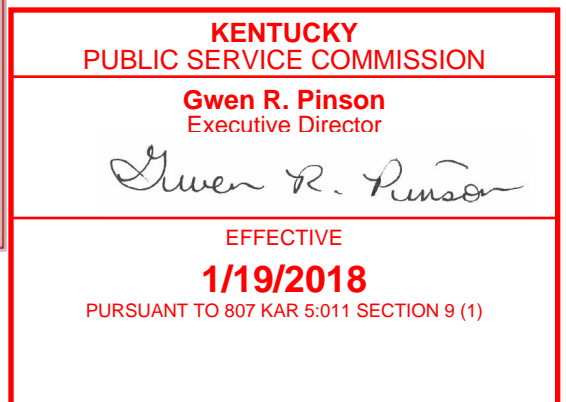 KENTUCKY
PUBLIC SERVICE COMMISSION
Gwen R. Pinson
Executive Director
Gwen R. Pinson
EFFECTIVE
1/19/2018
PURSUANT TO 807 KAR 5:011 SECTION 9 (1)